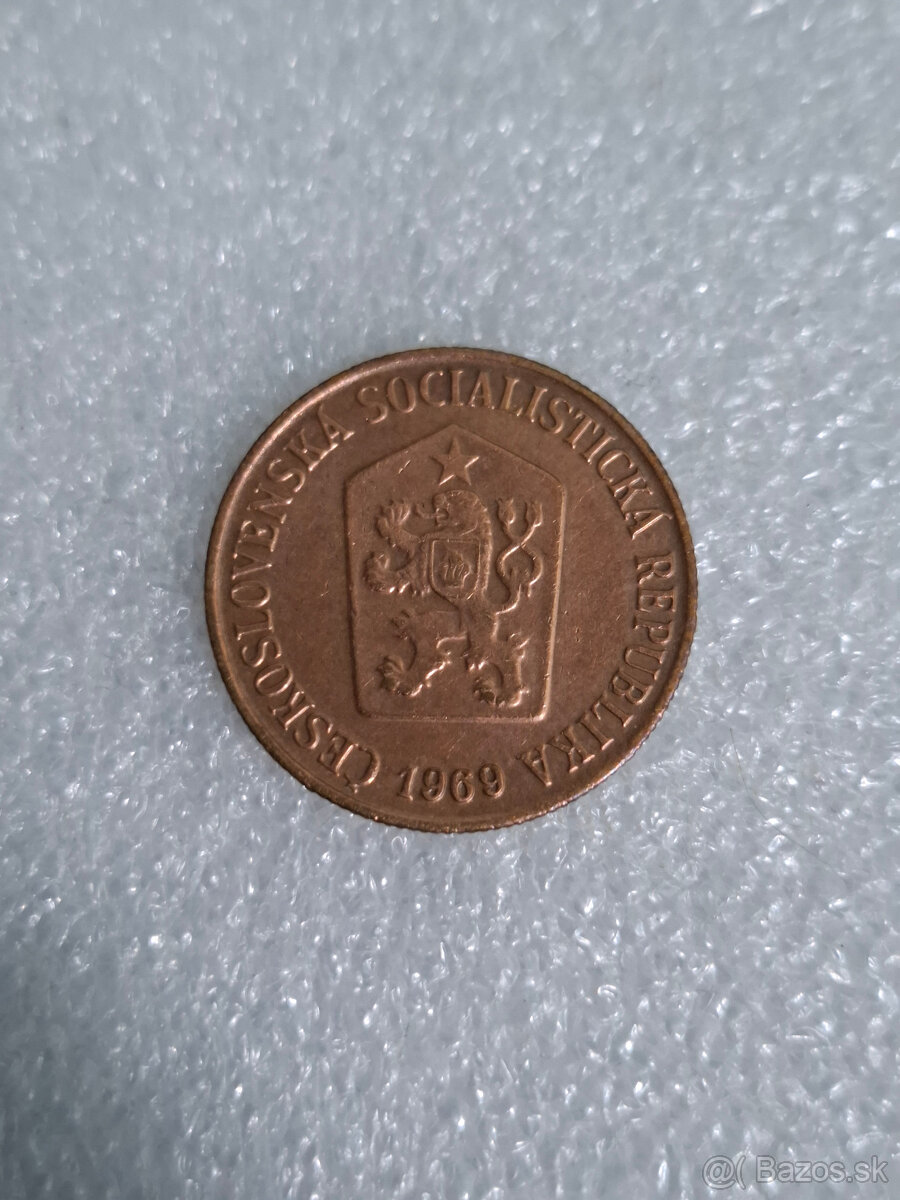 ČESKOSLOVENSKÁ SOCIALISTICKÁ REPUBLIKA
1969
@( Bazos.sk